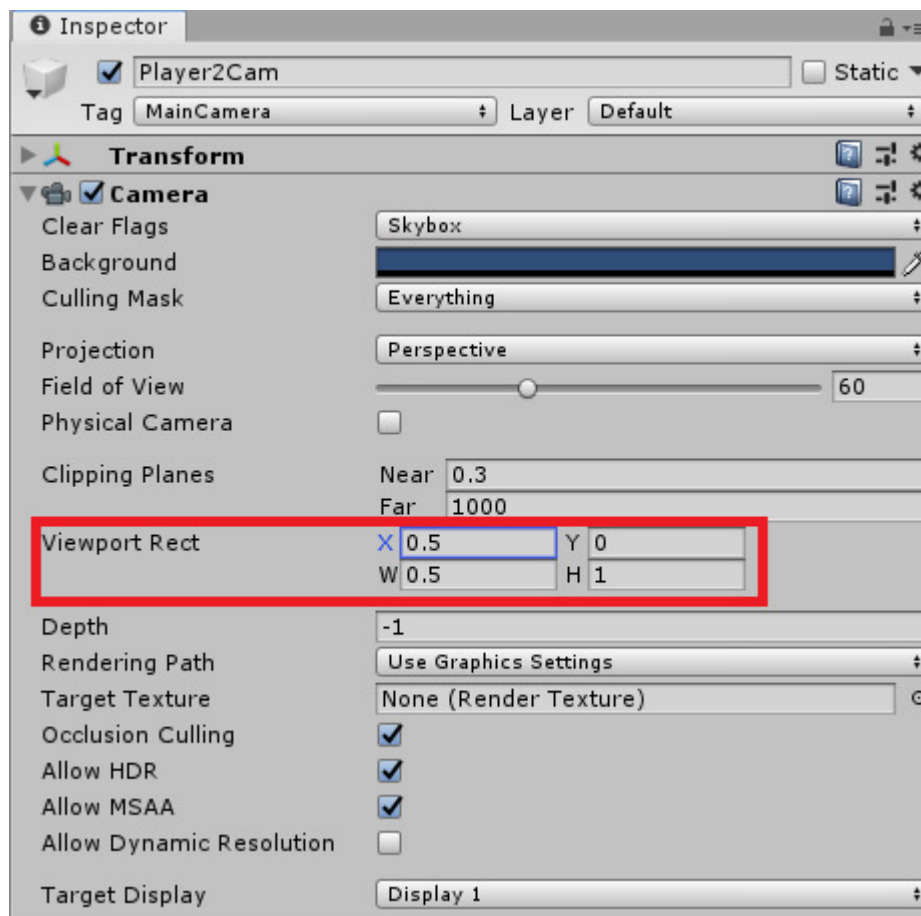 Inspector
Player2Cam Static
Tag MainCamera Layer Default
Transform
Camera
Clear Flags Skybox
Background
Culling Mask Everything
Projection Perspective
Field of View 60
Physical Camera
Clipping Planes Near 0.3
Far 1000
Viewport Rect X 0.5 Y 0
W 0.5 H 1
Depth -1
Rendering Path Use Graphics Settings
Target Texture None (Render Texture)
Occlusion Culling
Allow HDR
Allow MSAA
Allow Dynamic Resolution
Target Display Display 1